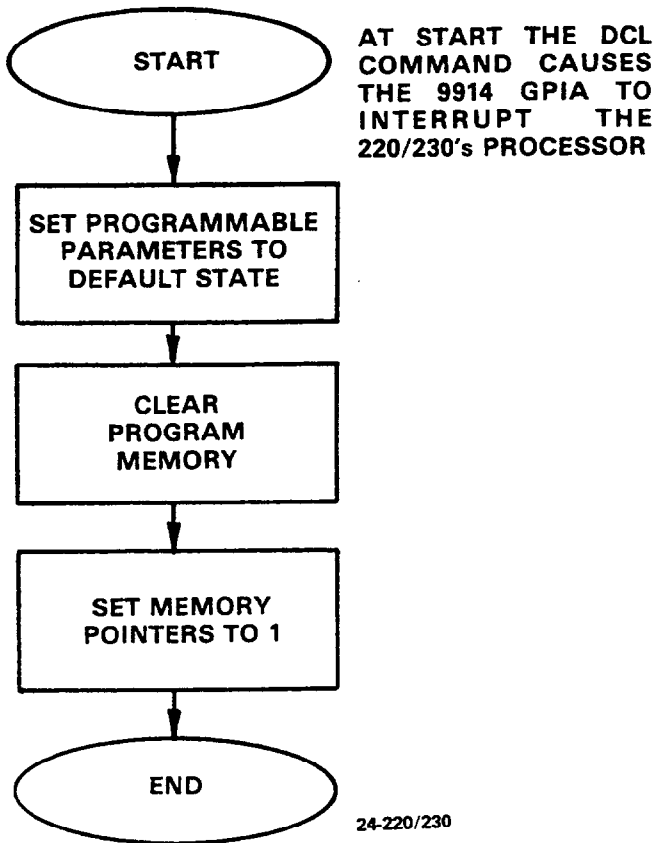 START
AT START THE DCL
COMMAND CAUSES
THE 9914 GPIA TO
INTERRUPT THE
220/230's PROCESSOR
SET PROGRAMMABLE
PARAMETERS TO
DEFAULT STATE
CLEAR
PROGRAM
MEMORY
SET MEMORY
POINTERS TO 1
END
24-220/230